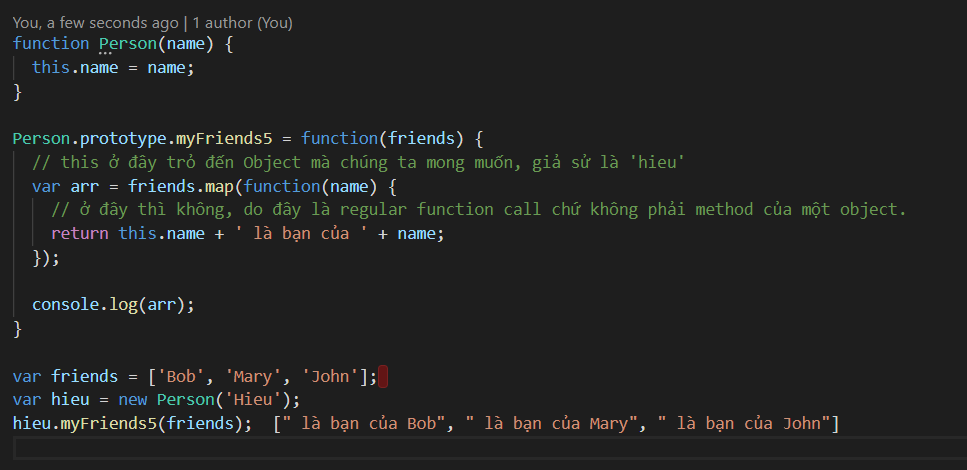 You, a few seconds ago | 1 author (You)
function Person(name) {
  this.name = name;
}
Person.prototype.myFriends5 = function(friends) {
  // this ở đây trỏ đến Object mà chúng ta mong muốn, giả sử là 'hieu'
  var arr = friends.map(function(name) {
    // ở đây thì không, do đây là regular function call chứ không phải method của một object.
    return this.name + ' là bạn của ' + name;
  });
  console.log(arr);
}
var friends = ['Bob', 'Mary', 'John'];
var hieu = new Person('Hieu');
hieu.myFriends5(friends);  [" là bạn của Bob", " là bạn của Mary", " là bạn của John"]